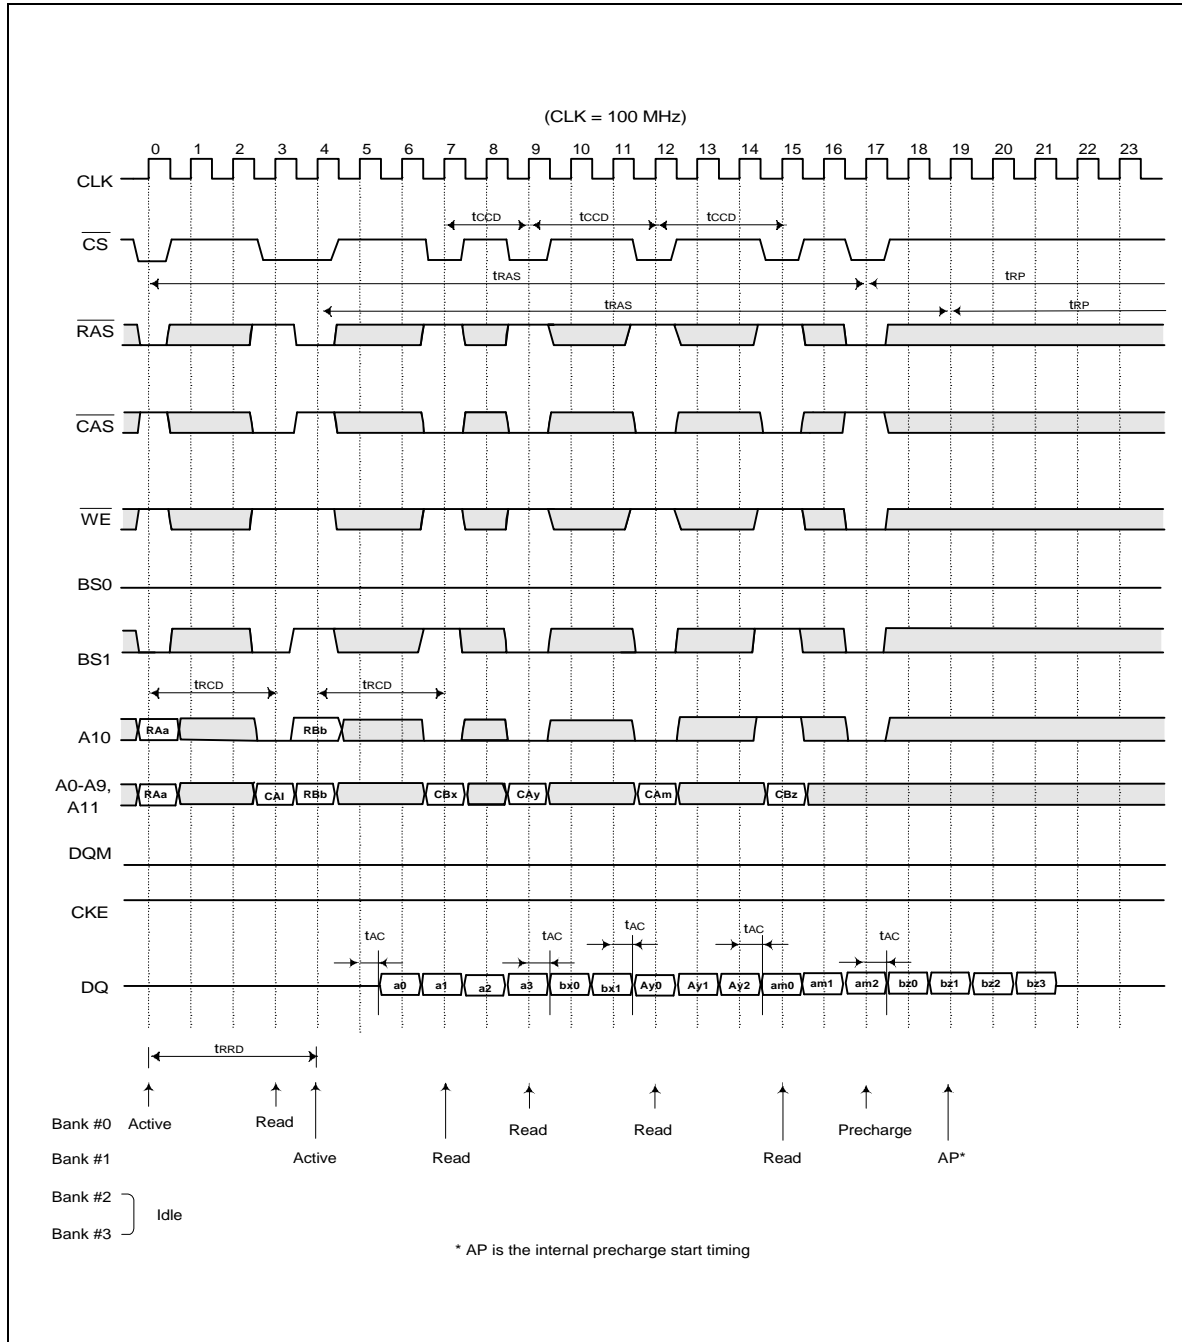 (CLK = 100 MHz)
0 1 2 3 4 5 6 7 8 9 10 11 12 13 14 15 16 17 18 19 20 21 22 23
CLK
tCCD tCCD tCCD
CS
tRAS tRP
tRAS tRP
RAS
CAS
WE
BS0
BS1
tRCD tRCD
A10 RAa RBb
A0-A9, A11 RAa CAl RBb CBx CAy CAm CBz
DQM
CKE
tAC tAC tAC tAC tAC
DQ a0 a1 a2 a3 bx0 bx1 Ay0 Ay1 Ay2 am0 am1 am2 bz0 bz1 bz2 bz3
tRRD
Bank #0 Active Read Read Read Precharge
Bank #1 Active Read Read AP*
Bank #2
Idle
Bank #3
* AP is the internal precharge start timing